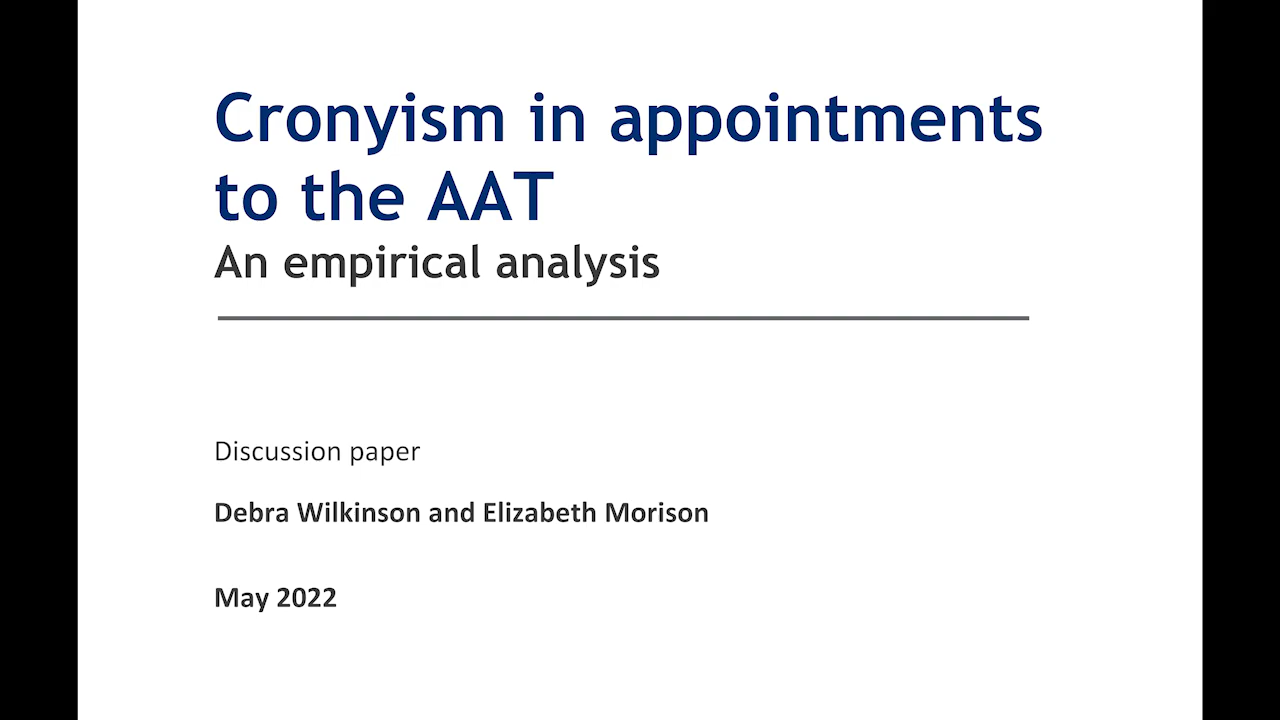 Cronyism in appointments
to the AAT
An empirical analysis
Discussion paper
Debra Wilkinson and Elizabeth Morison
May 2022